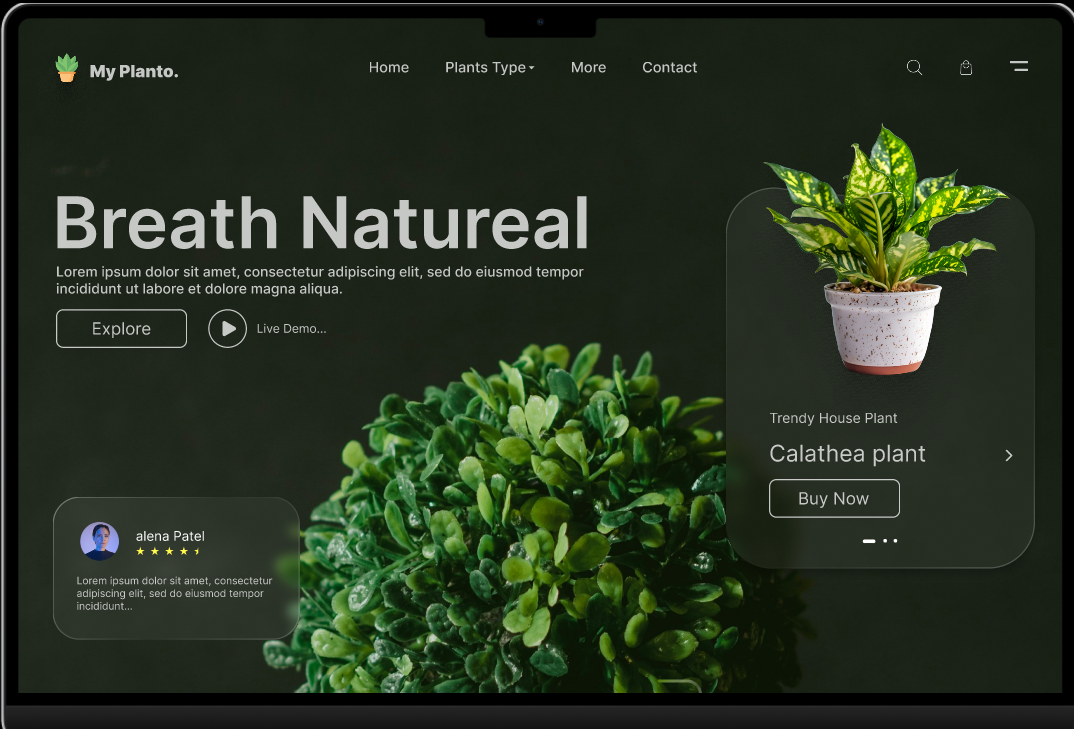 My Planto.
Home
Plants Type
More
Contact
Breath Natureal
Lorem ipsum dolor sit amet, consectetur adipiscing elit, sed do eiusmod tempor
incididunt ut labore et dolore magna aliqua.
Explore
Live Demo...
Trendy House Plant
Calathea plant
Buy Now
alena Patel
Lorem ipsum dolor sit amet, consectetur
adipiscing elit, sed do eiusmod tempor
incididunt...